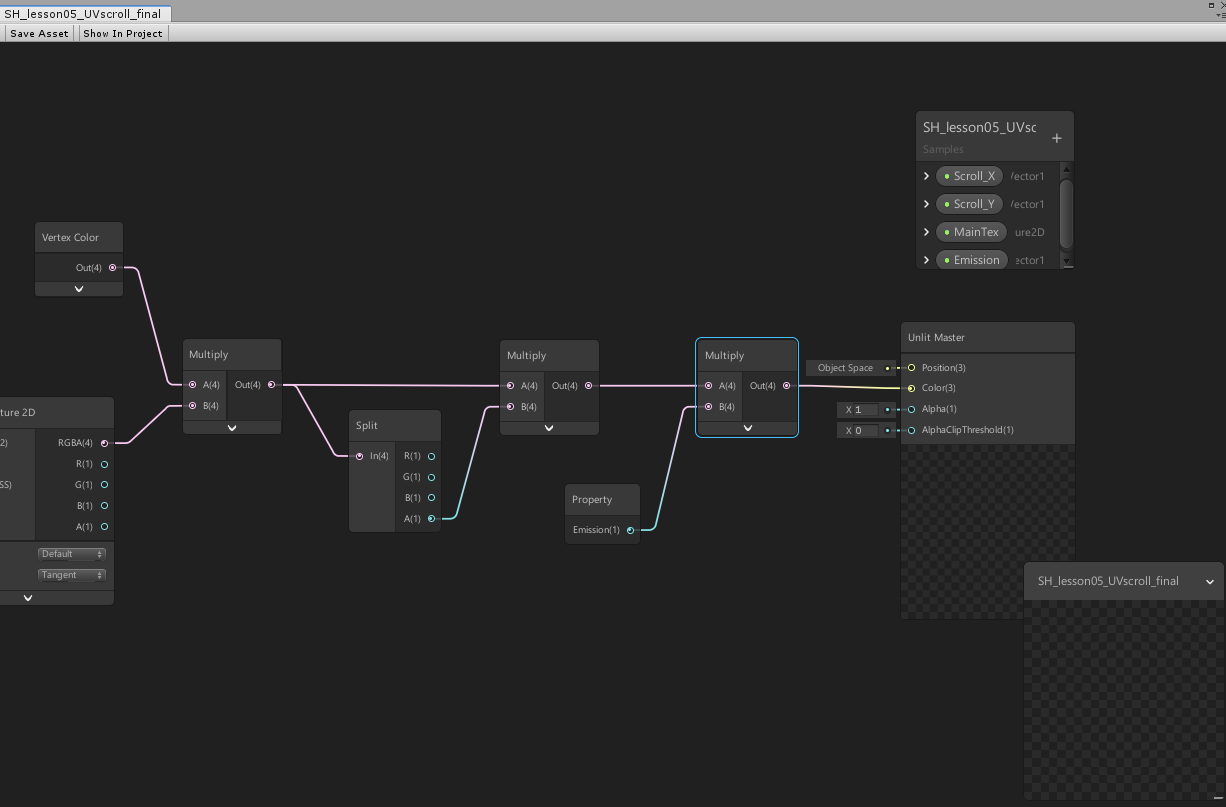 SH_lesson05_UVscroll_final
Save Asset
Show In Project
SH_lesson05_UVsc
Samples
Scroll_X
Vector1
Scroll_Y
Vector1
MainTex
ure2D
Emission
ector1
Vertex Color
Out(4)
Multiply
A(4)
Out(4)
B(4)
ture 2D
2)
RGBA(4)
R(1)
SS)
G(1)
B(1)
A(1)
Default
Tangent
Split
In(4)
R(1)
G(1)
B(1)
A(1)
Multiply
A(4)
Out(4)
B(4)
Property
Emission(1)
Multiply
A(4)
Out(4)
B(4)
Unlit Master
Object Space
Position(3)
Color(3)
X 1
Alpha(1)
X 0
AlphaClipThreshold(1)
SH_lesson05_UVscroll_final